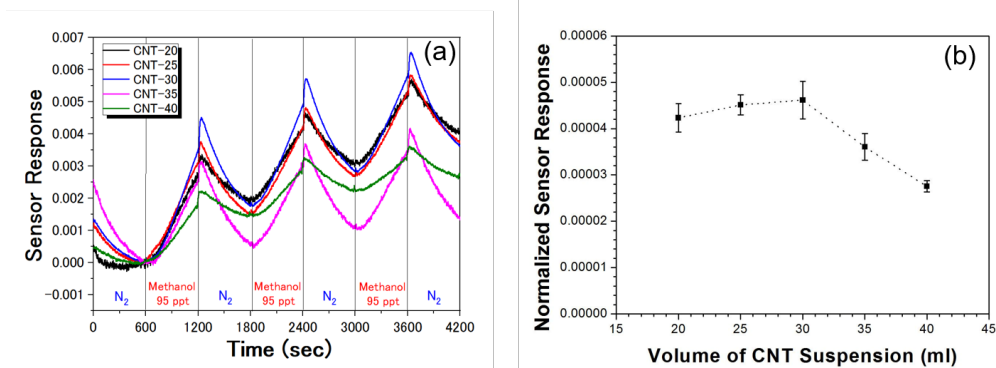 (a)
CNT-20
CNT-25
CNT-30
CNT-35
CNT-40
Sensor Response
0.007
0.006
0.005
0.004
0.003
0.002
0.001
0.000
-0.001
N2
Methanol
95 ppt
N2
Methanol
95 ppt
N2
Methanol
95 ppt
N2
0 600 1200 1800 2400 3000 3600 4200
Time (sec)
(b)
Normalized Sensor Response
0.00006
0.00005
0.00004
0.00003
0.00002
0.00001
0.00000
15 20 25 30 35 40 45
Volume of CNT Suspension (ml)